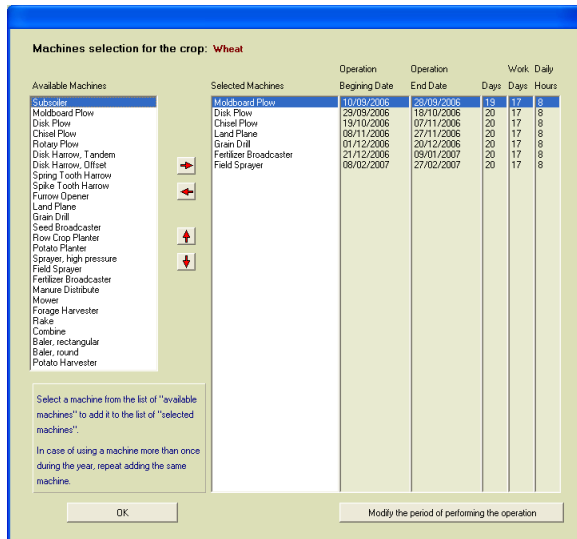 Machines selection for the crop: Wheat
Operation Operation Work Daily
Available Machines Selected Machines Begining Date End Date Days Days Hours
Subsoiler Moldboard Plow 10/09/2006 28/09/2006 19 17 8
Moldboard Plow Disk Plow 29/09/2006 18/10/2006 20 17 8
Disk Plow Chisel Plow 19/10/2006 07/11/2006 20 17 8
Chisel Plow Land Plane 08/11/2006 27/11/2006 20 17 8
Rotary Plow Grain Drill 01/12/2006 20/12/2006 20 17 8
Disk Harrow, Tandem Fertilizer Broadcaster 21/12/2006 09/01/2007 20 17 8
Disk Harrow, Offset Field Sprayer 08/02/2007 27/02/2007 20 17 8
Spring Tooth Harrow
Spike Tooth Harrow
Furrow Opener
Land Plane
Grain Drill
Seed Broadcaster
Row Crop Planter
Potato Planter
Sprayer, high pressure
Field Sprayer
Fertilizer Broadcaster
Manure Distribute
Mower
Forage Harvester
Rake
Combine
Baler, rectangular
Baler, round
Potato Harvester
Select a machine from the list of "available
machines" to add it to the list of "selected
machines".
In case of using a machine more than once
during the year, repeat adding the same
machine.
OK Modify the period of performing the operation